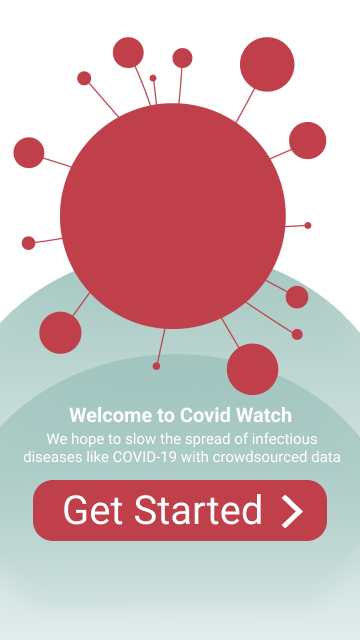 Welcome to Covid Watch
We hope to slow the spread of infectious
diseases like COVID-19 with crowdsourced data
Get Started